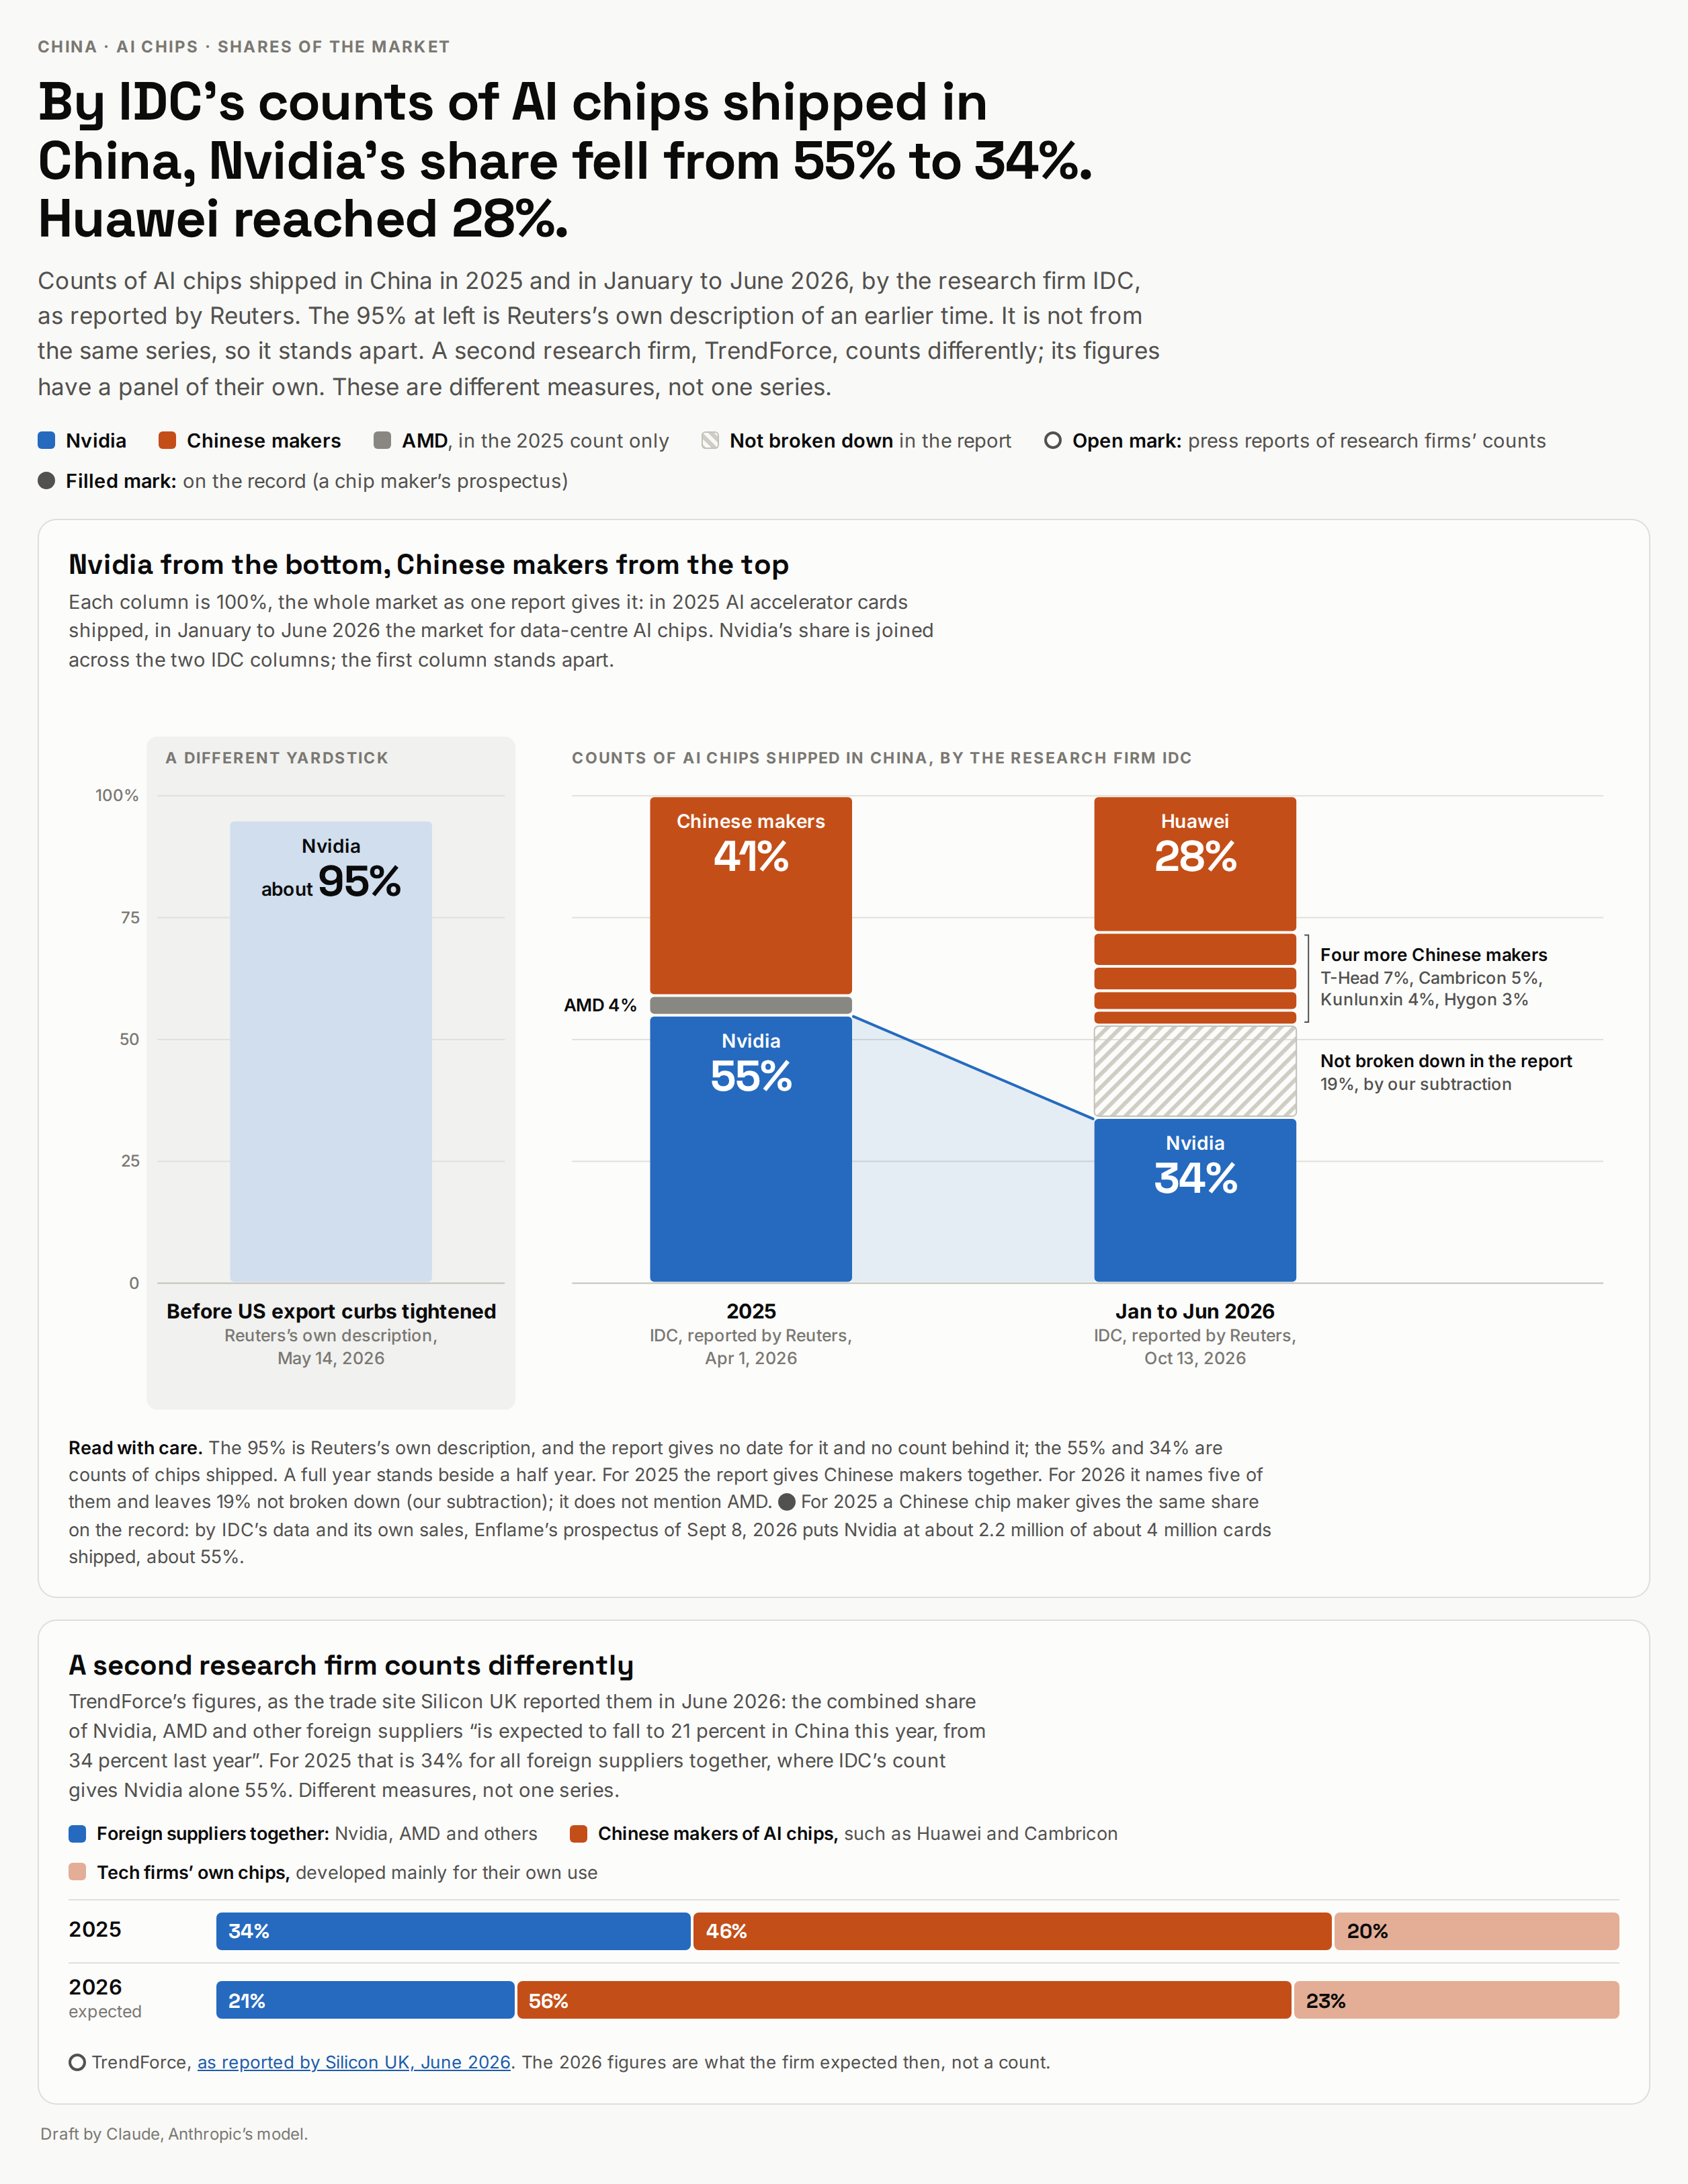 CHINA · AI CHIPS · SHARES OF THE MARKET
By IDC’s counts of AI chips shipped in
China, Nvidia’s share fell from 55% to 34%.
Huawei reached 28%.
Counts of AI chips shipped in China in 2025 and in January to June 2026, by the research firm IDC,
as reported by Reuters. The 95% at left is Reuters’s own description of an earlier time. It is not from
the same series, so it stands apart. A second research firm, TrendForce, counts differently; its figures
have a panel of their own. These are different measures, not one series.
Nvidia
Chinese makers
AMD, in the 2025 count only
Not broken down in the report
Open mark: press reports of research firms’ counts
Filled mark: on the record (a chip maker’s prospectus)
Nvidia from the bottom, Chinese makers from the top
Each column is 100%, the whole market as one report gives it: in 2025 AI accelerator cards
shipped, in January to June 2026 the market for data-centre AI chips. Nvidia’s share is joined
across the two IDC columns; the first column stands apart.
A DIFFERENT YARDSTICK
COUNTS OF AI CHIPS SHIPPED IN CHINA, BY THE RESEARCH FIRM IDC
100%
75
50
25
0
Nvidia
about 95%
Before US export curbs tightened
Reuters’s own description,
May 14, 2026
Chinese makers
41%
AMD 4%
Nvidia
55%
2025
IDC, reported by Reuters,
Apr 1, 2026
Huawei
28%
Four more Chinese makers
T-Head 7%, Cambricon 5%,
Kunlunxin 4%, Hygon 3%
Not broken down in the report
19%, by our subtraction
Nvidia
34%
Jan to Jun 2026
IDC, reported by Reuters,
Oct 13, 2026
Read with care. The 95% is Reuters’s own description, and the report gives no date for it and no count behind it; the 55% and 34% are
counts of chips shipped. A full year stands beside a half year. For 2025 the report gives Chinese makers together. For 2026 it names five of
them and leaves 19% not broken down (our subtraction); it does not mention AMD. For 2025 a Chinese chip maker gives the same share
on the record: by IDC’s data and its own sales, Enflame’s prospectus of Sept 8, 2026 puts Nvidia at about 2.2 million of about 4 million cards
shipped, about 55%.
A second research firm counts differently
TrendForce’s figures, as the trade site Silicon UK reported them in June 2026: the combined share
of Nvidia, AMD and other foreign suppliers “is expected to fall to 21 percent in China this year, from
34 percent last year”. For 2025 that is 34% for all foreign suppliers together, where IDC’s count
gives Nvidia alone 55%. Different measures, not one series.
Foreign suppliers together: Nvidia, AMD and others
Chinese makers of AI chips, such as Huawei and Cambricon
Tech firms’ own chips, developed mainly for their own use
2025
34%
46%
20%
2026
expected
21%
56%
23%
TrendForce, as reported by Silicon UK, June 2026. The 2026 figures are what the firm expected then, not a count.
Draft by Claude, Anthropic’s model.